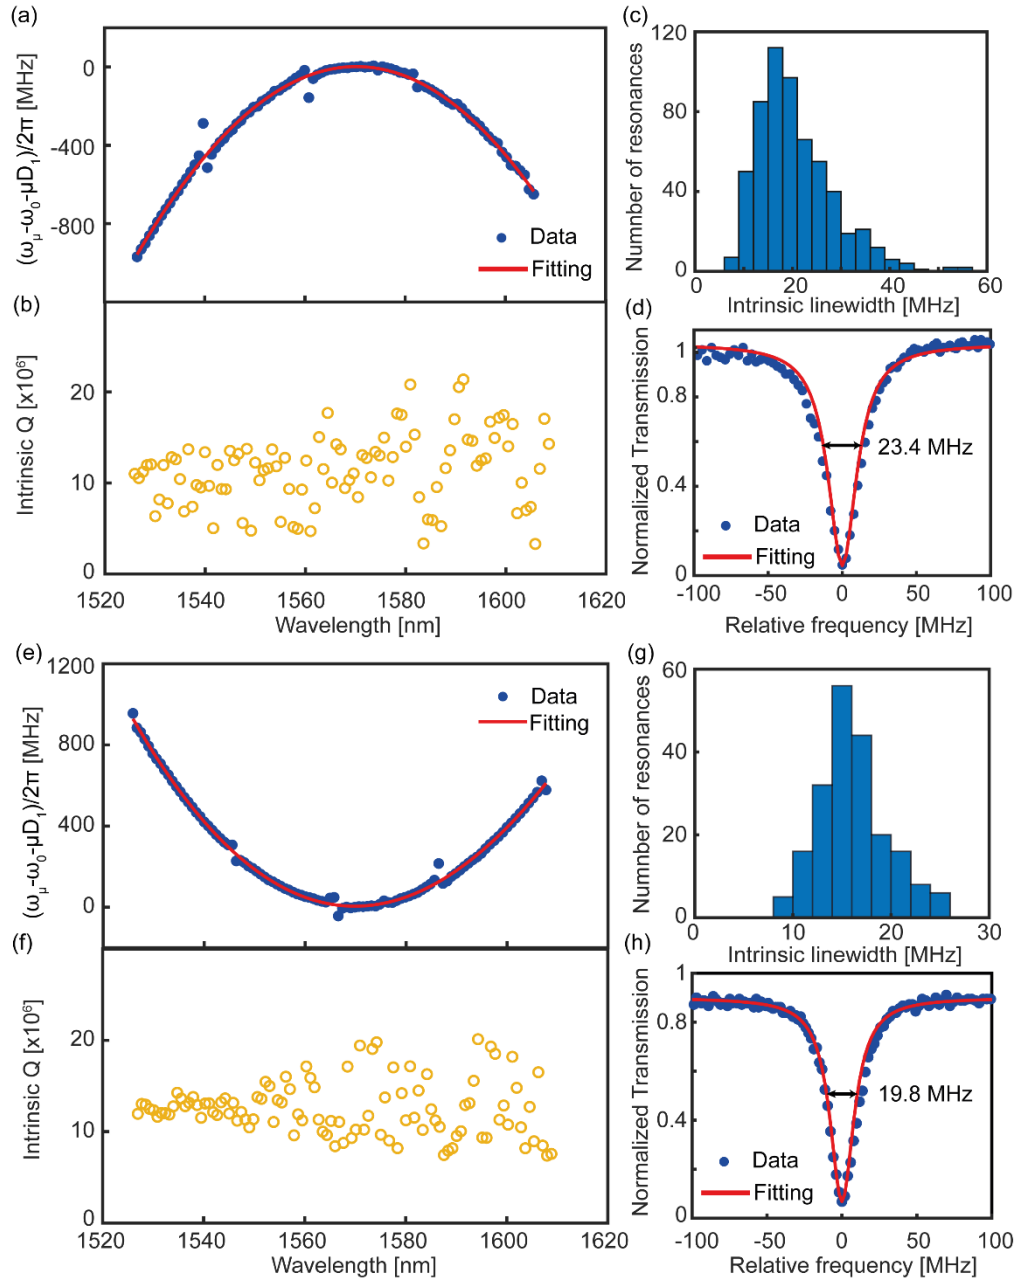 (a)
(ω_μ-ω_0-μD_1)/2π [MHz]
0
-400
-800
Data
Fitting
(b)
Intrinsic Q [x10⁶]
20
10
0
1520
1540
1560
1580
1600
1620
Wavelength [nm]
(c)
Numnber of resonances
120
80
40
0
0
20
40
60
Intrinsic linewidth [MHz]
(d)
Normalized Transmission
1
0.8
0.4
0
23.4 MHz
Data
Fitting
-100
-50
0
50
100
Relative frequency [MHz]
(e)
(ω_μ-ω_0-μD_1)/2π [MHz]
1200
800
400
0
Data
Fitting
(f)
Intrinsic Q [x10⁶]
20
10
0
1520
1540
1560
1580
1600
1620
Wavelength [nm]
(g)
Numnber of resonances
60
40
20
0
0
10
20
30
Intrinsic linewidth [MHz]
(h)
Normalized Transmission
1
0.8
0.4
0
19.8 MHz
Data
Fitting
-100
-50
0
50
100
Relative frequency [MHz]